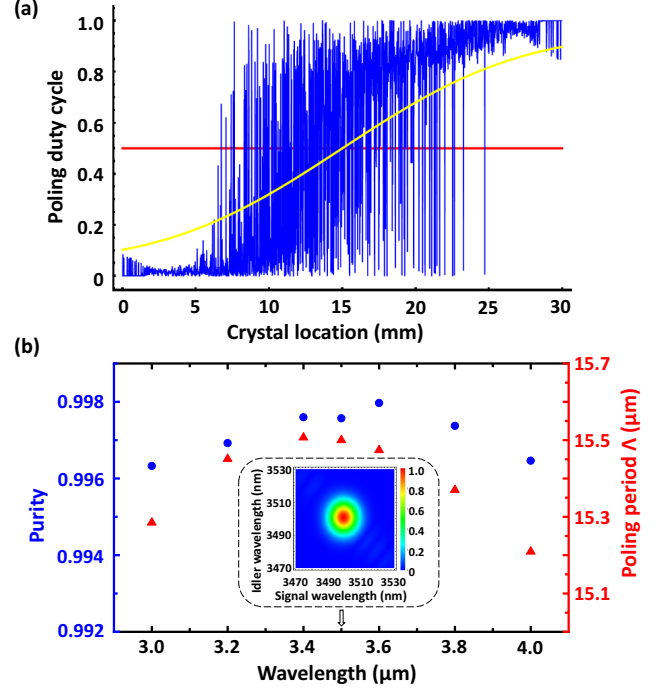 (a)
Poling duty cycle
1.0
0.8
0.6
0.4
0.2
0
0 5 10 15 20 25 30
Crystal location (mm)
(b)
Purity
0.998
0.996
0.994
0.992
15.7
15.5
15.3
15.1
Poling period Λ (μm)
Idler wavelength (nm)
3530
3510
3490
3470
3470 3490 3510 3530
Signal wavelength (nm)
1.0
0.8
0.6
0.4
0.2
0
3.0 3.2 3.4 3.6 3.8 4.0
Wavelength (μm)